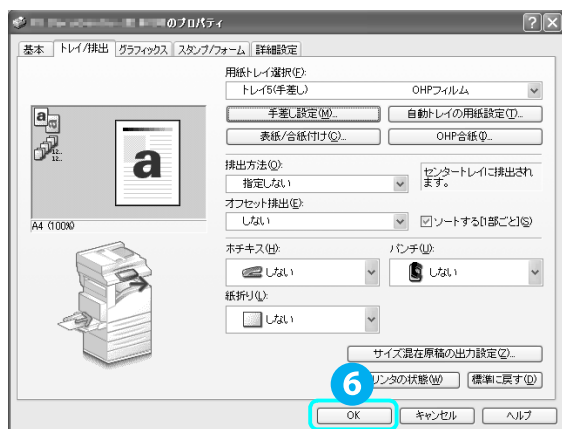 のプロパティ
基本 トレイ/排出 グラフィックス スタンプ/フォーム 詳細設定
用紙トレイ選択(F):
トレイ5(手差し) OHPフィルム
手差し設定(M)... 自動トレイの用紙設定(T)...
表紙/合紙付け(C)... OHP合紙(I)...
a
12..
12..
a
排出方法(O):
指定しない
センタートレイに排出されます。
オフセット排出(E):
しない
ソートする[1部ごと](S)
A4 (100%)
ホチキス(H):
しない
パンチ(U):
しない
紙折り(L):
しない
サイズ混在原稿の出力設定(Z)...
リンタの状態(W) 標準に戻す(D)
6
OK キャンセル ヘルプ